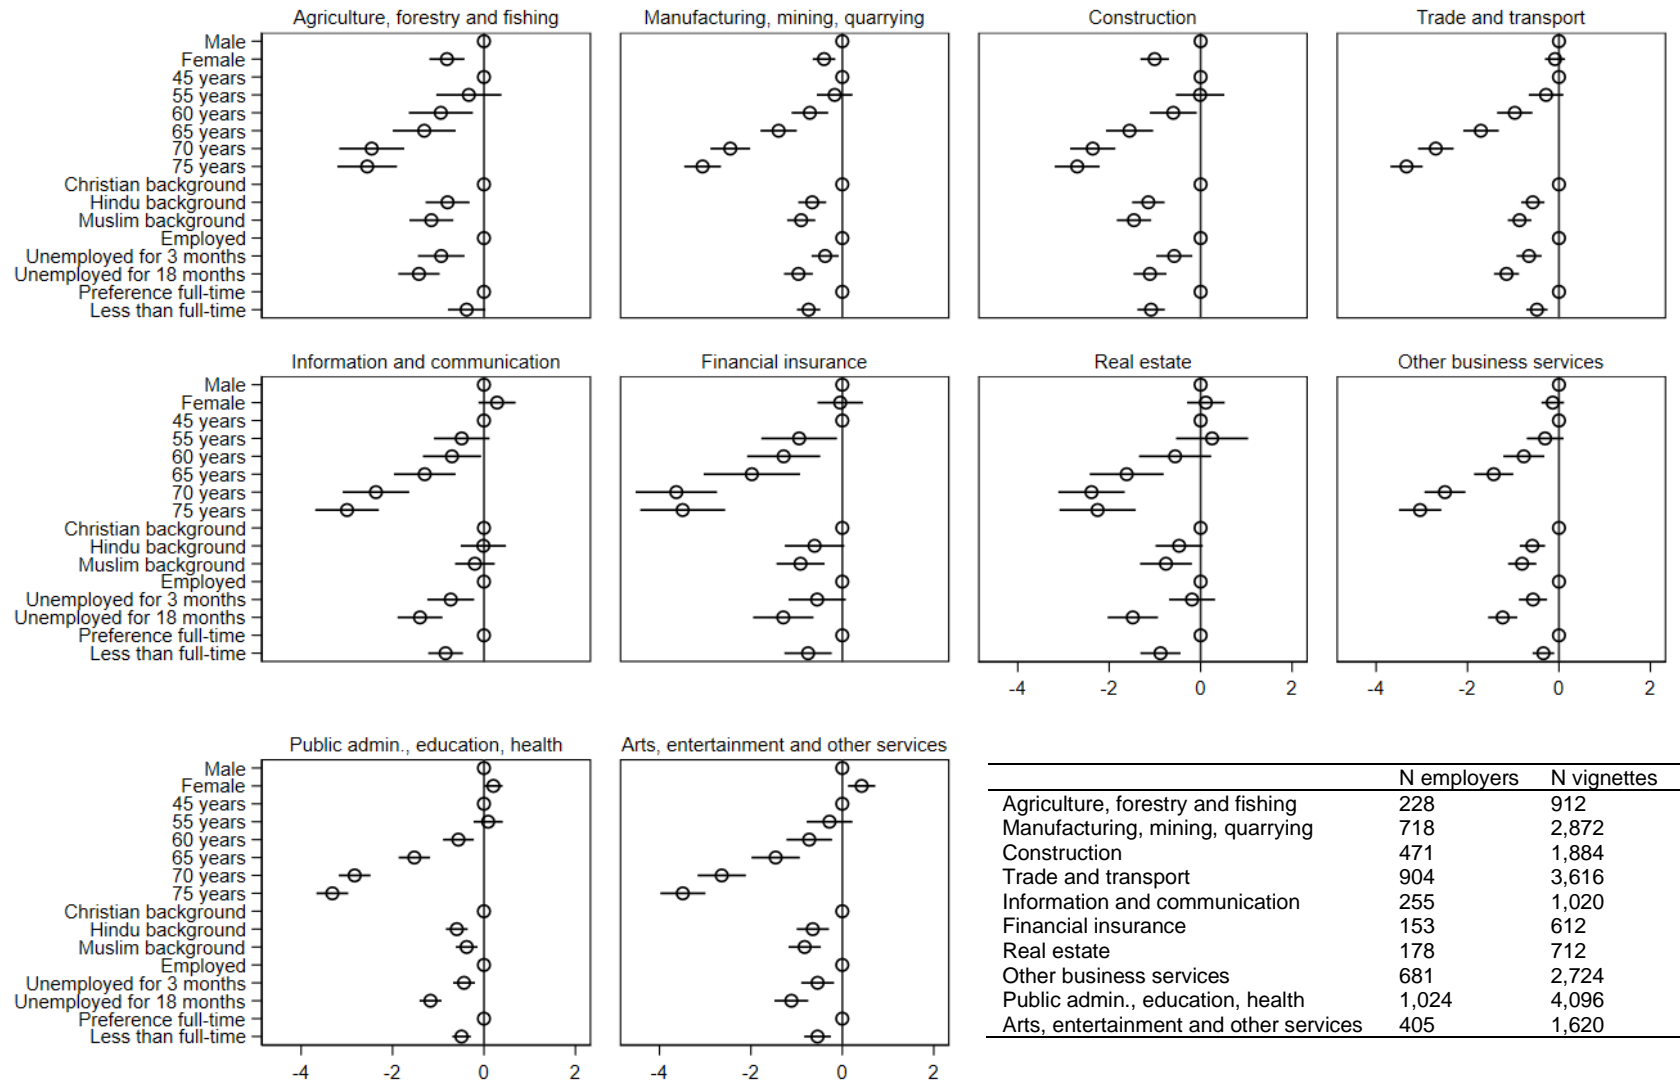 Agriculture, forestry and fishing
Manufacturing, mining, quarrying
Construction
Trade and transport
Male
Female
45 years
55 years
60 years
65 years
70 years
75 years
Christian background
Hindu background
Muslim background
Employed
Unemployed for 3 months
Unemployed for 18 months
Preference full-time
Less than full-time
Information and communication
Financial insurance
Real estate
Other business services
Male
Female
45 years
55 years
60 years
65 years
70 years
75 years
Christian background
Hindu background
Muslim background
Employed
Unemployed for 3 months
Unemployed for 18 months
Preference full-time
Less than full-time
-4 -2 0 2
-4 -2 0 2
Public admin., education, health
Arts, entertainment and other services
Male
Female
45 years
55 years
60 years
65 years
70 years
75 years
Christian background
Hindu background
Muslim background
Employed
Unemployed for 3 months
Unemployed for 18 months
Preference full-time
Less than full-time
-4 -2 0 2
-4 -2 0 2
N employers N vignettes
Agriculture, forestry and fishing 228 912
Manufacturing, mining, quarrying 718 2,872
Construction 471 1,884
Trade and transport 904 3,616
Information and communication 255 1,020
Financial insurance 153 612
Real estate 178 712
Other business services 681 2,724
Public admin., education, health 1,024 4,096
Arts, entertainment and other services 405 1,620